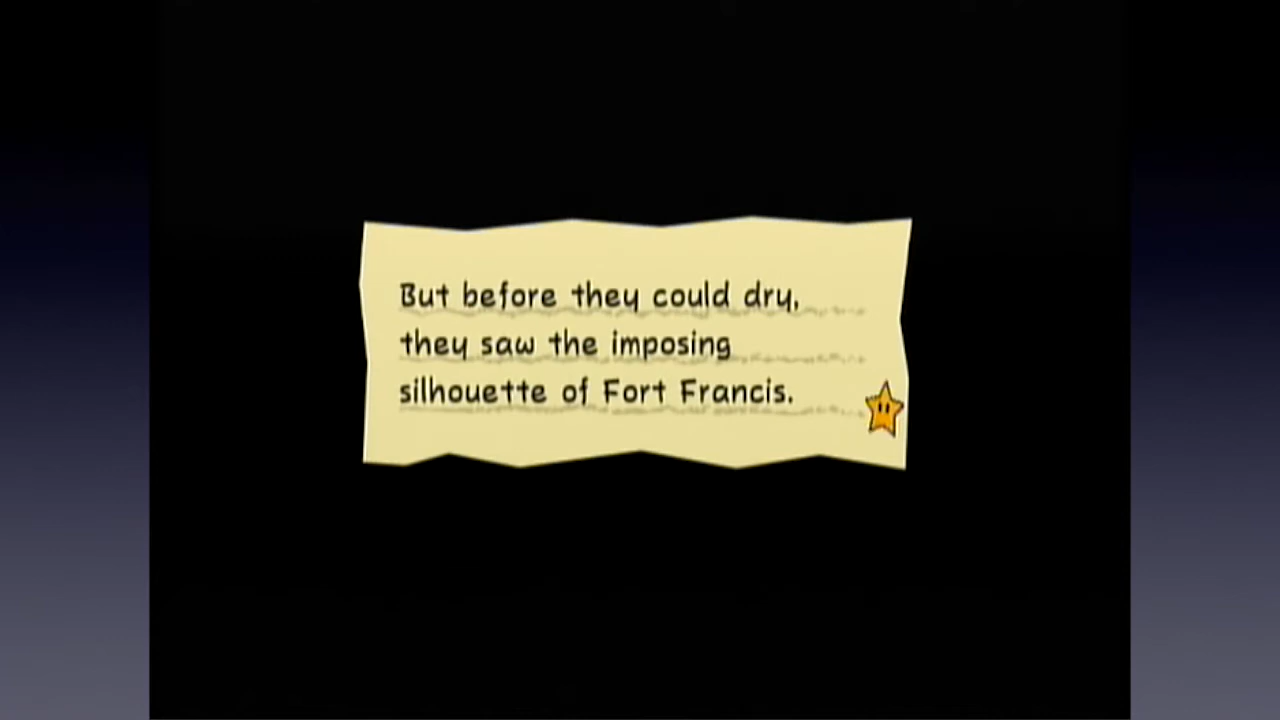 But before they could dry,
they saw the imposing
silhouette of Fort Francis.